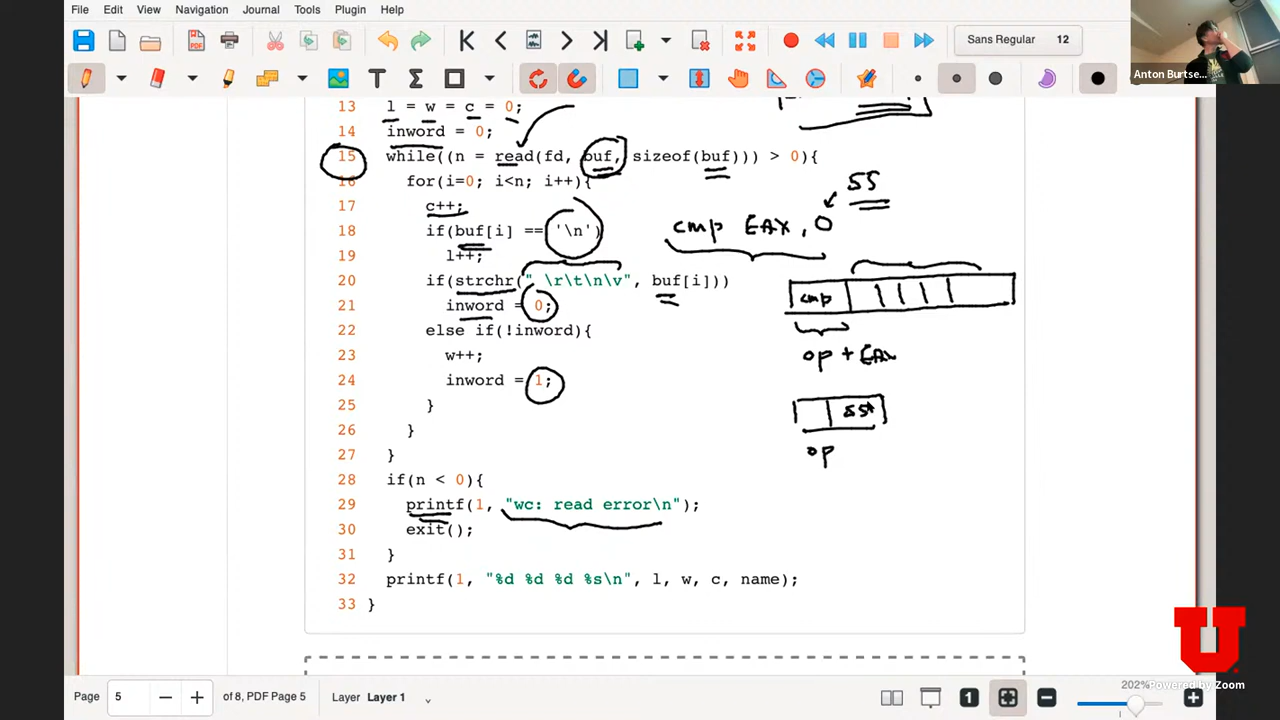 File Edit View Navigation Journal Tools Plugin Help
Sans Regular 12
Anton Burtse...
13 l = w = c = 0;
14 inword = 0;
15 while((n = read(fd, buf, sizeof(buf))) > 0){
16 for(i=0; i<n; i++){
17 c++;
18 if(buf[i] == '\n')
19 l++;
20 if(strchr(" \r\t\n\v", buf[i]))
21 inword = 0;
22 else if(!inword){
23 w++;
24 inword = 1;
25 }
26 }
27 }
28 if(n < 0){
29 printf(1, "wc: read error\n");
30 exit();
31 }
32 printf(1, "%d %d %d %s\n", l, w, c, name);
33 }
55
cmp EAX, 0
cmp
op + EAX
55
op
U
Powered by Zoom
Page 5 of 8, PDF Page 5 Layer Layer 1
202%
1